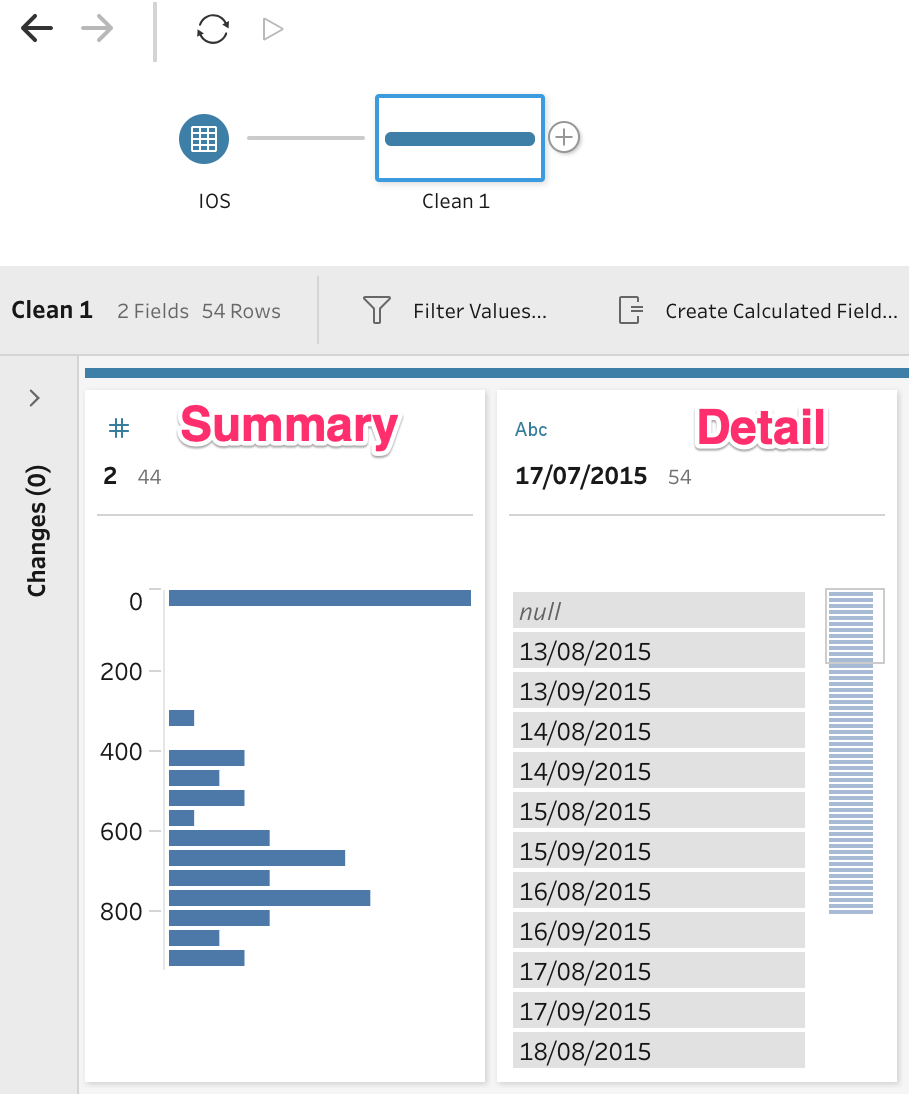 IOS
Clean 1
Clean 1 2 Fields 54 Rows Filter Values... Create Calculated Field...
Changes (0)
# Summary
2 44
0
200
400
600
800
Abc Detail
17/07/2015 54
null
13/08/2015
13/09/2015
14/08/2015
14/09/2015
15/08/2015
15/09/2015
16/08/2015
16/09/2015
17/08/2015
17/09/2015
18/08/2015